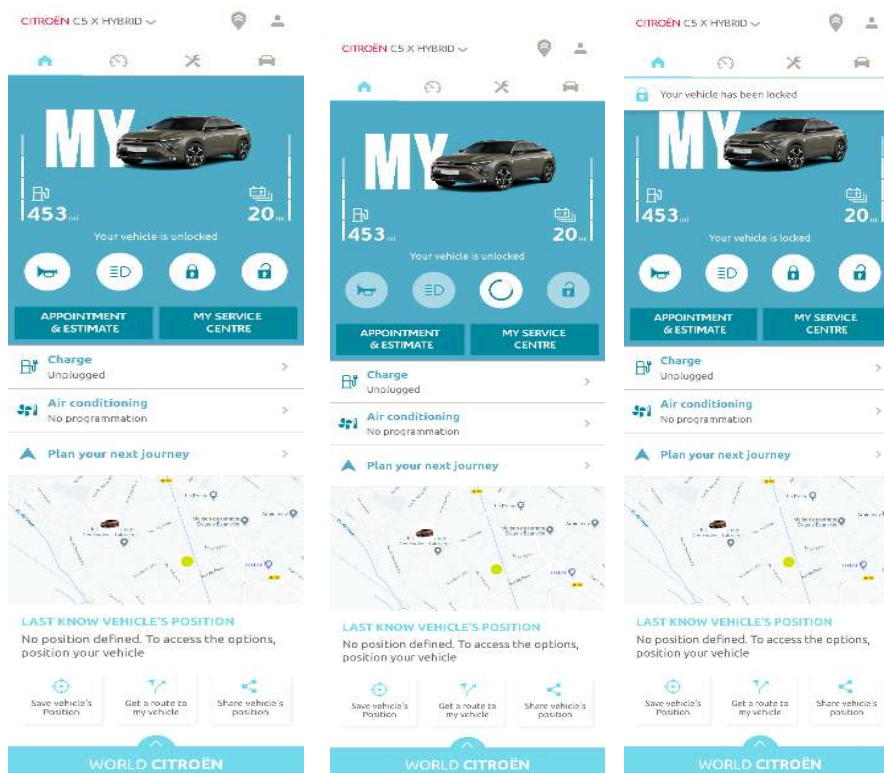 CITROËN C5 X HYBRID
MY
453 mi
20 mi
Your vehicle is unlocked
APPOINTMENT
& ESTIMATE
MY SERVICE
CENTRE
Charge
Unplugged
Air conditioning
No programmation
Plan your next journey
LAST KNOW VEHICLE'S POSITION
No position defined. To access the options,
position your vehicle
Save vehicle's
Position
Get a route to
my vehicle
Share vehicle's
position
WORLD CITROËN
CITROËN C5 X HYBRID
MY
453 mi
20 mi
Your vehicle is unlocked
APPOINTMENT
& ESTIMATE
MY SERVICE
CENTRE
Charge
Unplugged
Air conditioning
No programmation
Plan your next journey
LAST KNOW VEHICLE'S POSITION
No position defined. To access the options,
position your vehicle
Save vehicle's
Position
Get a route to
my vehicle
Share vehicle's
position
WORLD CITROËN
CITROËN C5 X HYBRID
Your vehicle has been locked
MY
453 mi
20 mi
Your vehicle is locked
APPOINTMENT
& ESTIMATE
MY SERVICE
CENTRE
Charge
Unplugged
Air conditioning
No programmation
Plan your next journey
LAST KNOW VEHICLE'S POSITION
No position defined. To access the options,
position your vehicle
Save vehicle's
Position
Get a route to
my vehicle
Share vehicle's
position
WORLD CITROËN